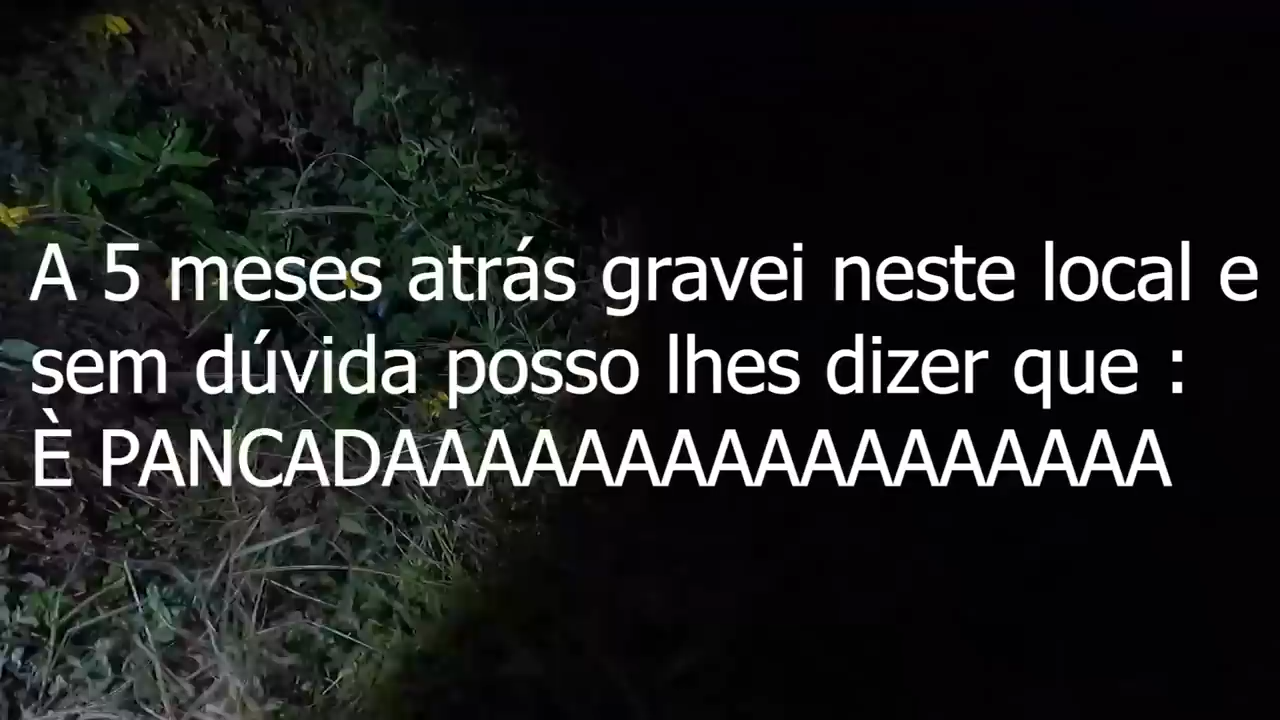 A 5 meses atrás gravei neste local e
sem dúvida posso lhes dizer que :
È PANCADAAAAAAAAAAAAAAAAAA